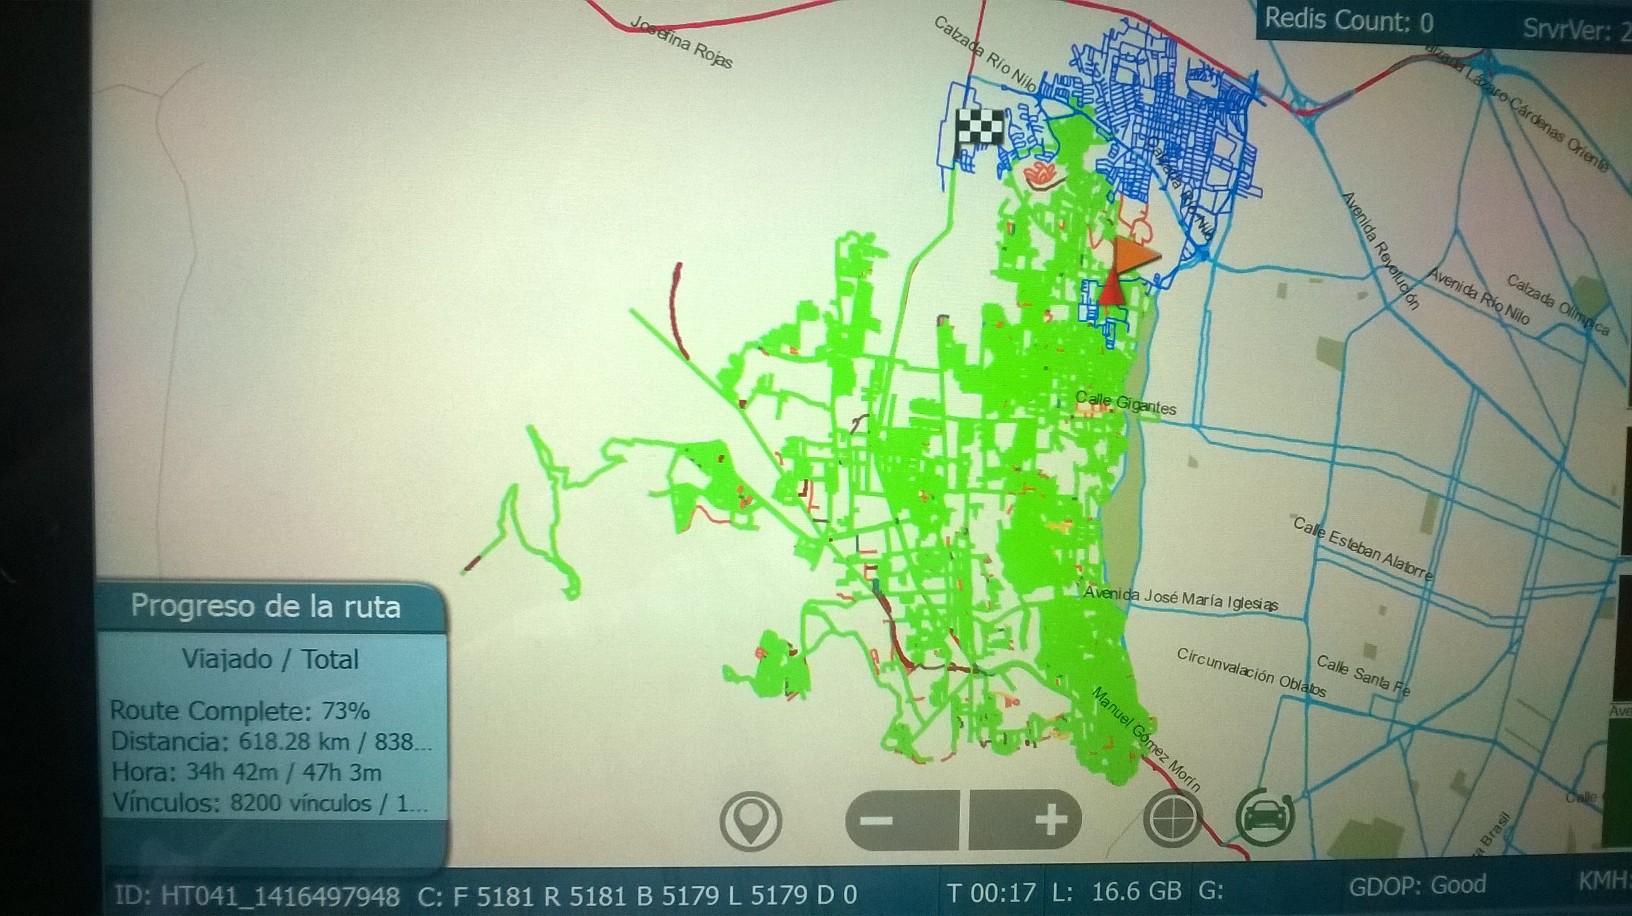 Redis Count: 0
SrvrVer: 2
Josefina Rojas
Calzada Río Nilo
Lázaro Cárdenas Oriente
Avenida Revolución
Avenida Río Nilo
Calzada Olímpica
Calle Gigantes
Calle Esteban Alatorre
Avenida José María Iglesias
Circunvalación Oblatos
Calle Santa Fe
Manuel Gómez Morín
Progreso de la ruta
Viajado / Total
Route Complete: 73%
Distancia: 618.28 km / 838...
Hora: 34h 42m / 47h 3m
Vínculos: 8200 vínculos / 1...
Ave
Calle
Brasil
ID: HT041_1416497948 C: F 5181 R 5181 B 5179 L 5179 D 0
T 00:17 L: 16.6 GB G:
GDOP: Good
KMH: